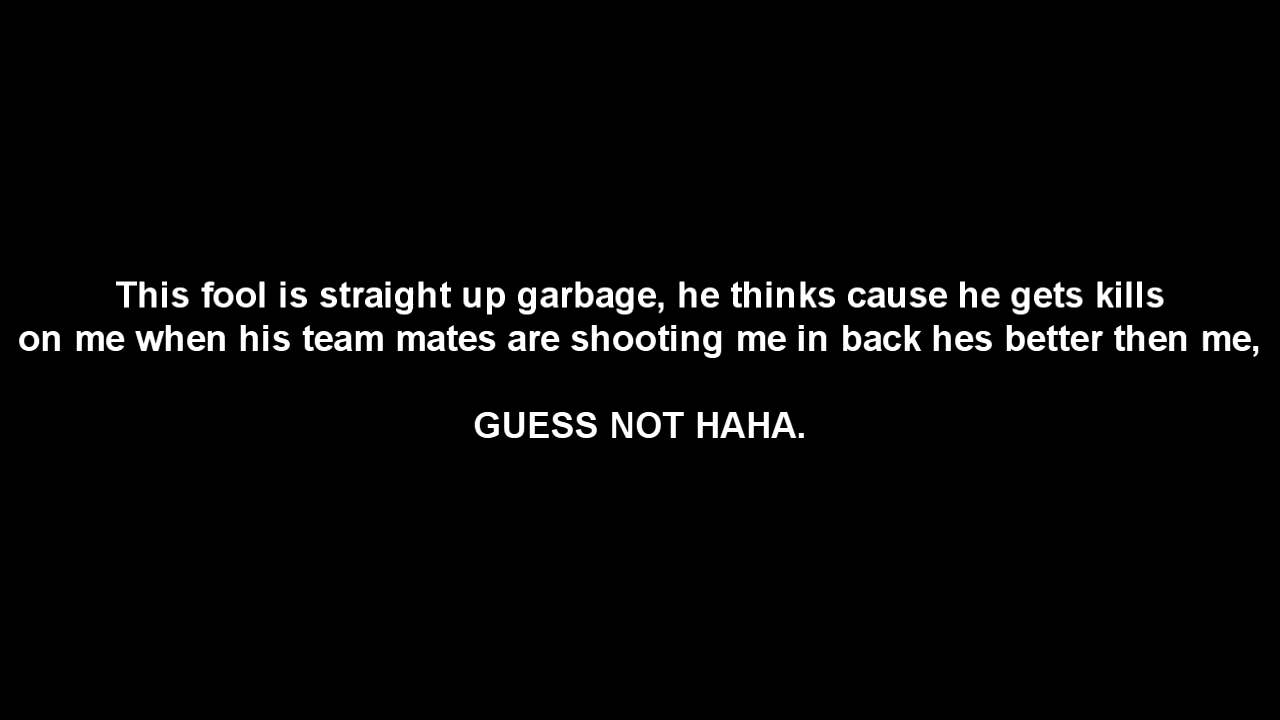 This fool is straight up garbage, he thinks cause he gets kills
on me when his team mates are shooting me in back hes better then me,
GUESS NOT HAHA.